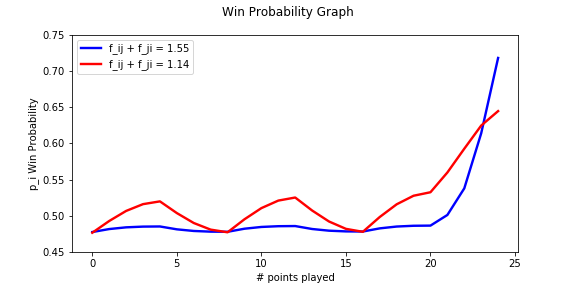 Win Probability Graph
f_ij + f_ji = 1.55
f_ij + f_ji = 1.14
p_i Win Probability
0.75
0.70
0.65
0.60
0.55
0.50
0.45
0 5 10 15 20 25
# points played